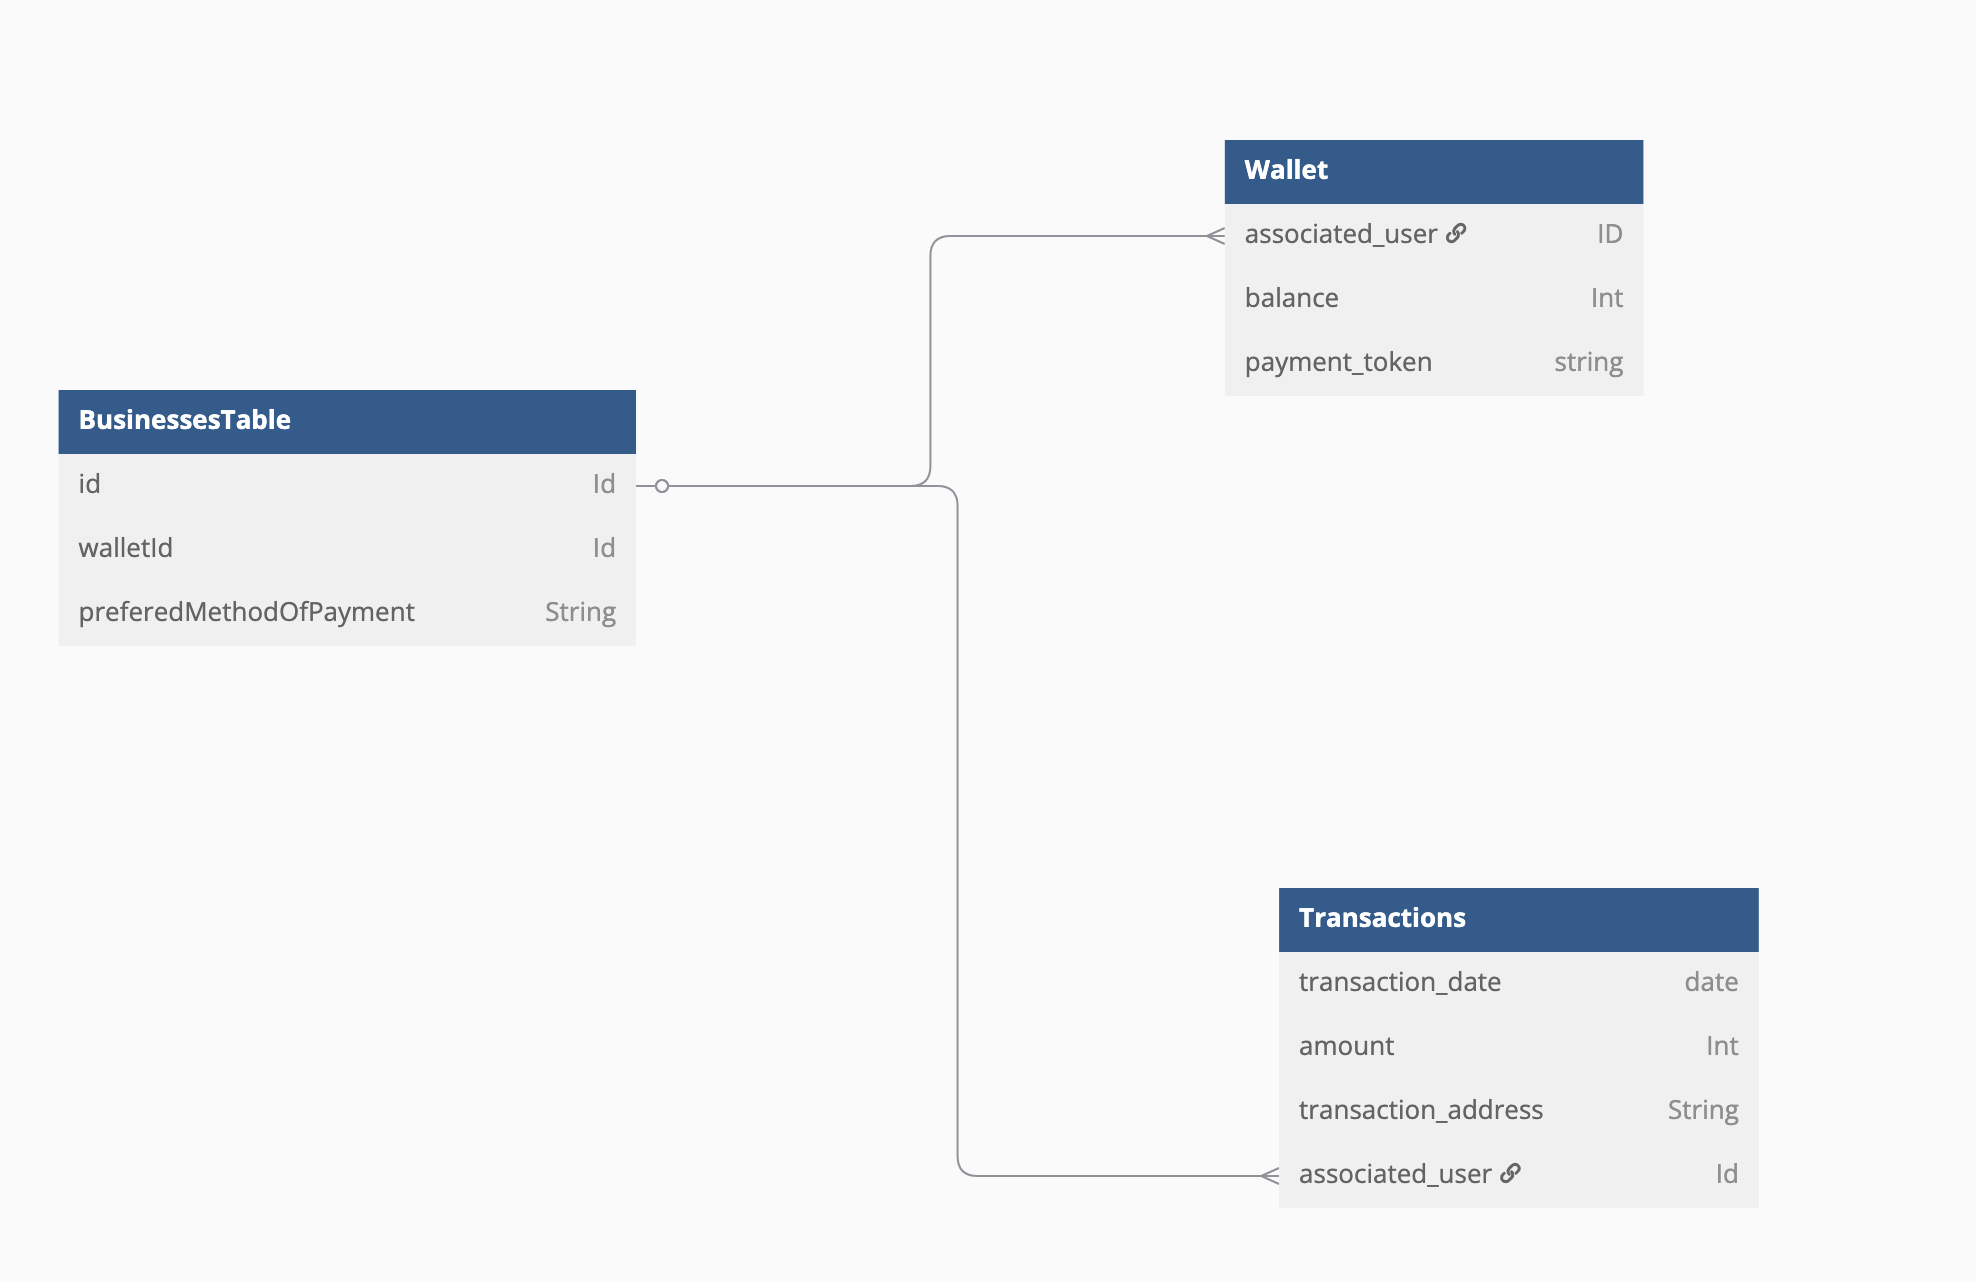 Wallet
associated_user ID
balance Int
payment_token string
BusinessesTable
id Id
walletId Id
preferedMethodOfPayment String
Transactions
transaction_date date
amount Int
transaction_address String
associated_user Id